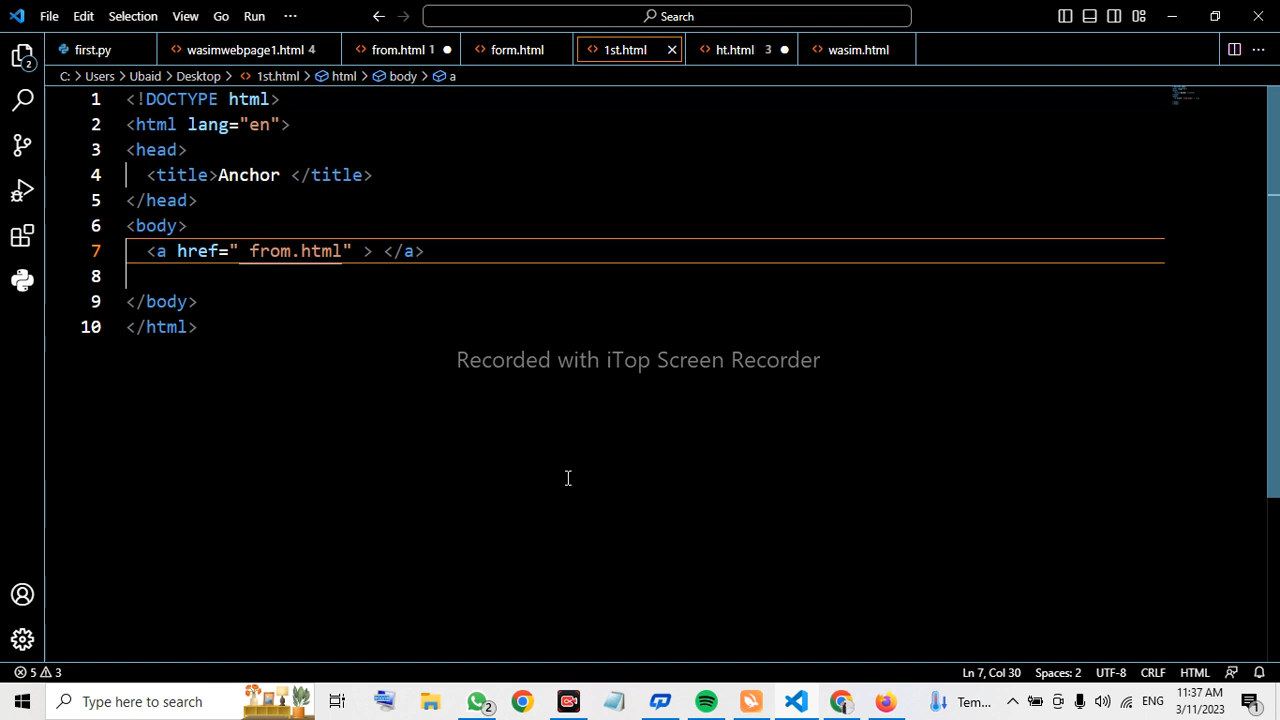 File Edit Selection View Go Run ··· Search
first.py wasimwebpage1.html 4 from.html 1 form.html 1st.html ht.html 3 wasim.html
C: > Users > Ubaid > Desktop > 1st.html > html > body > a
1 <!DOCTYPE html>
2 <html lang="en">
3 <head>
4 <title>Anchor </title>
5 </head>
6 <body>
7 <a href=" from.html" > </a>
8
9 </body>
10 </html>
Recorded with iTop Screen Recorder
2
5 3 Ln 7, Col 30 Spaces: 2 UTF-8 CRLF HTML
Type here to search 2 Tan... ENG 11:37 AM 3/11/2023 1